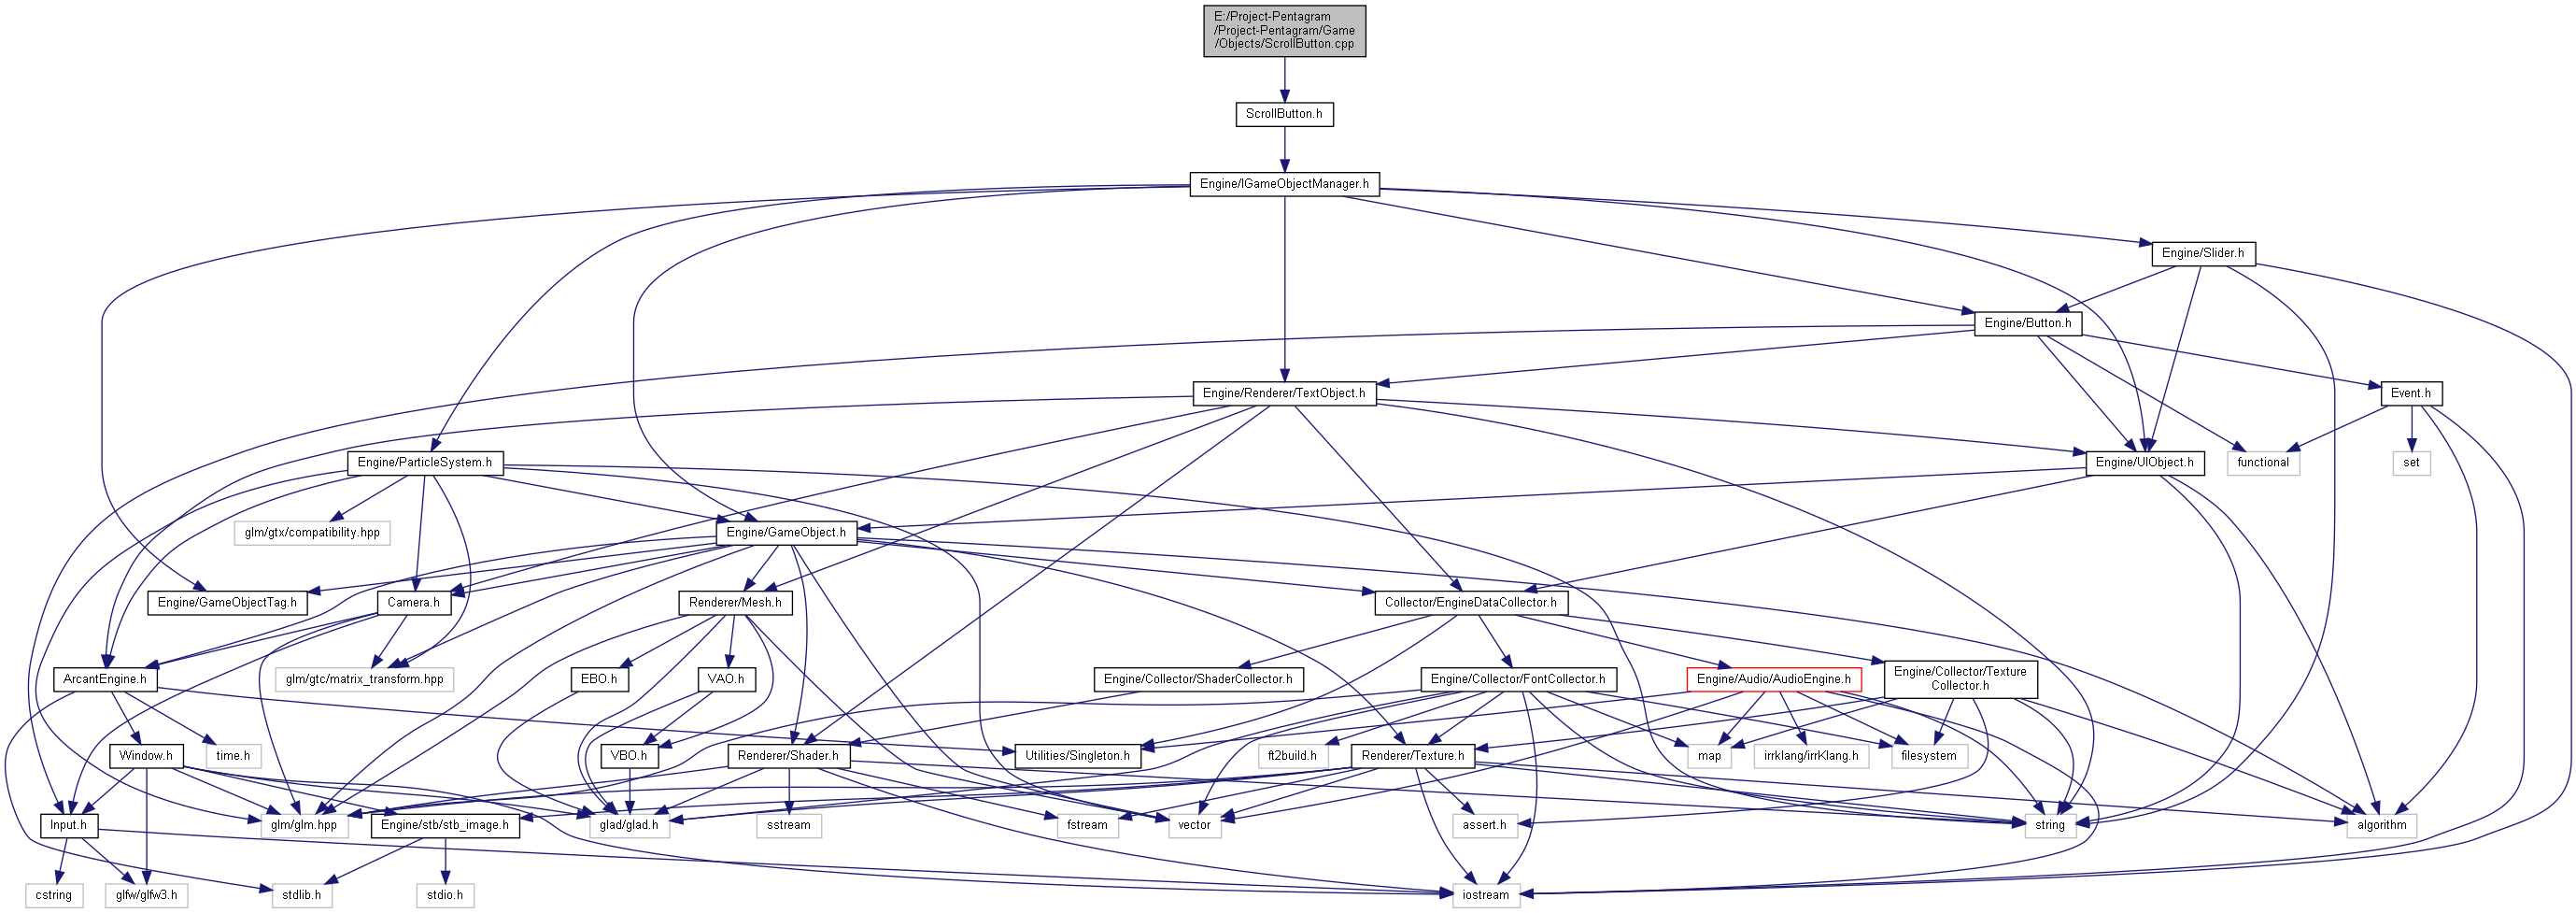 E:/Project-Pentagram
/Project-Pentagram/Game
/Objects/ScrollButton.cpp
ScrollButton.h
Engine/IGameObjectManager.h
Engine/Slider.h
Engine/Button.h
Engine/Renderer/TextObject.h
Event.h
Engine/ParticleSystem.h
Engine/UIObject.h
functional
set
glm/gtx/compatibility.hpp
Engine/GameObject.h
Engine/GameObjectTag.h
Camera.h
Renderer/Mesh.h
Collector/EngineDataCollector.h
ArcantEngine.h
glm/gtc/matrix_transform.hpp
EBO.h
VAO.h
Engine/Collector/ShaderCollector.h
Engine/Collector/FontCollector.h
Engine/Audio/AudioEngine.h
Engine/Collector/Texture
Collector.h
Window.h
time.h
VBO.h
Renderer/Shader.h
Utilities/Singleton.h
ft2build.h
Renderer/Texture.h
map
irrklang/irrKlang.h
filesystem
Input.h
glm/glm.hpp
Engine/stb/stb_image.h
glad/glad.h
sstream
fstream
vector
assert.h
string
algorithm
cstring
glfw/glfw3.h
stdlib.h
stdio.h
iostream